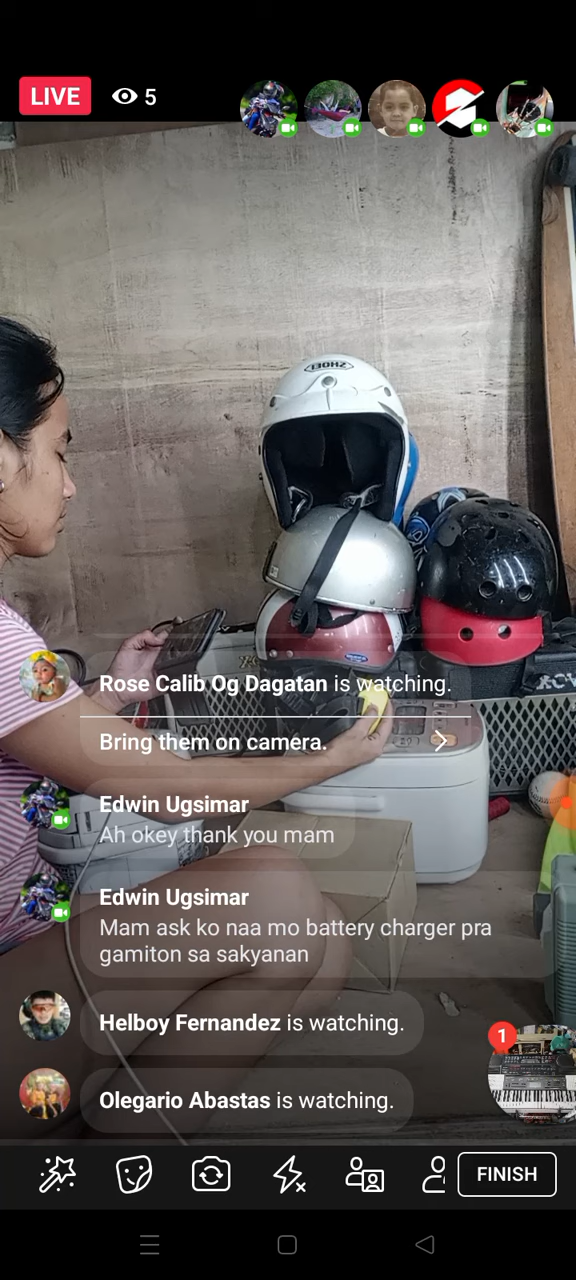 LIVE
5
SHOEI
Rose Calib Og Dagatan is watching.
Bring them on camera.
Edwin Ugsimar
Ah okey thank you mam
Edwin Ugsimar
Mam ask ko naa mo battery charger pra
gamiton sa sakyanan
Helboy Fernandez is watching.
Olegario Abastas is watching.
1
FINISH